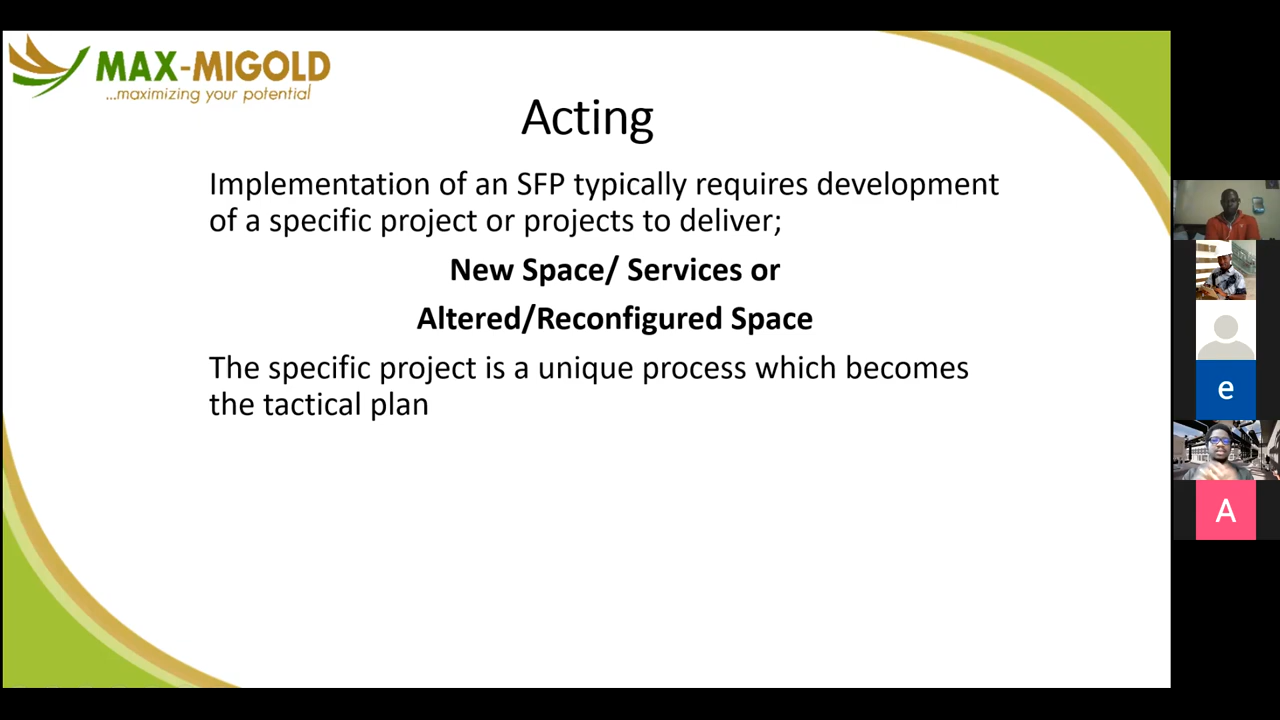 MAX-MIGOLD
...maximizing your potential
Acting
Implementation of an SFP typically requires development
of a specific project or projects to deliver;
New Space/ Services or
Altered/Reconfigured Space
The specific project is a unique process which becomes
the tactical plan
e
A